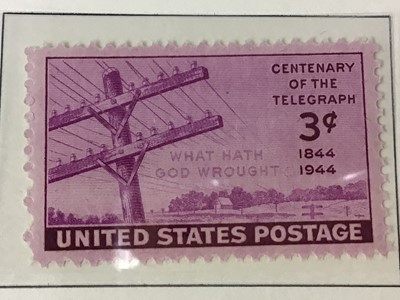 CENTENARY
OF THE
TELEGRAPH
3¢
WHAT HATH
GOD WROUGHT
1844
1944
UNITED STATES POSTAGE